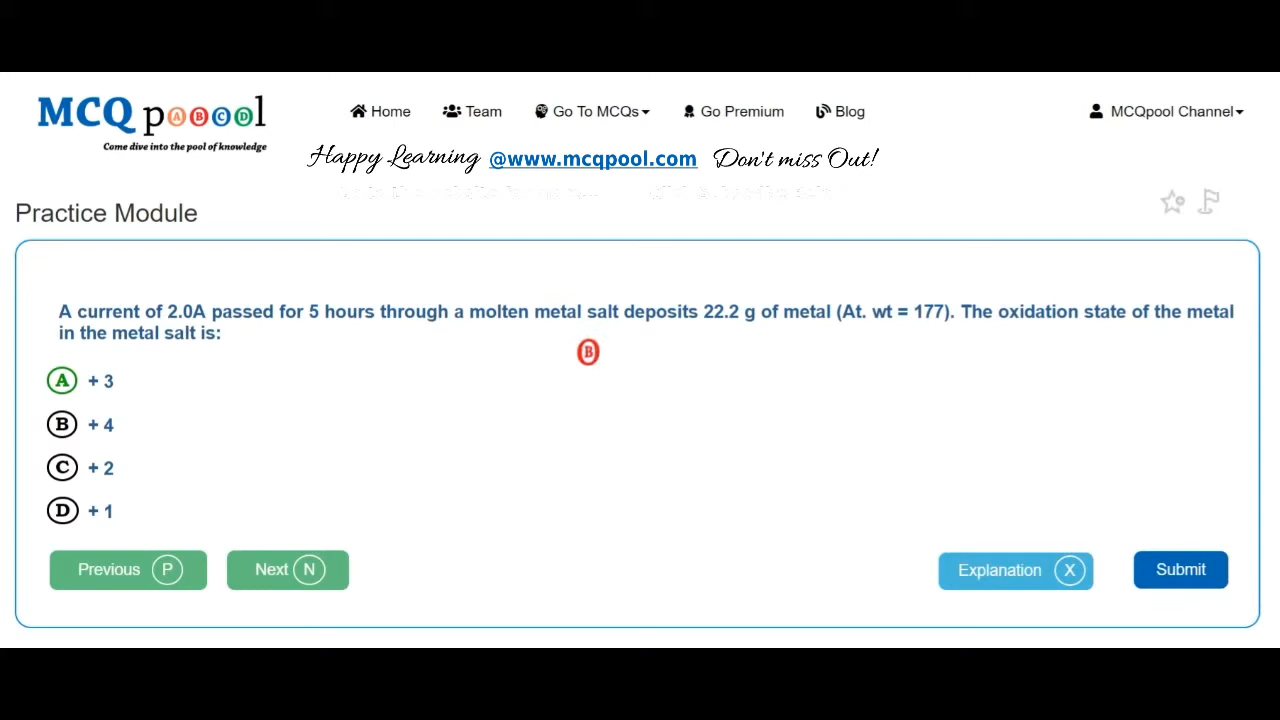 MCQ pABCDl
Come dive into the pool of knowledge
Home Team Go To MCQs Go Premium Blog MCQpool Channel
Happy Learning @www.mcqpool.com Don't miss Out!
Practice Module
A current of 2.0A passed for 5 hours through a molten metal salt deposits 22.2 g of metal (At. wt = 177). The oxidation state of the metal
in the metal salt is:
B
A + 3
B + 4
C + 2
D + 1
Previous P Next N Explanation X Submit